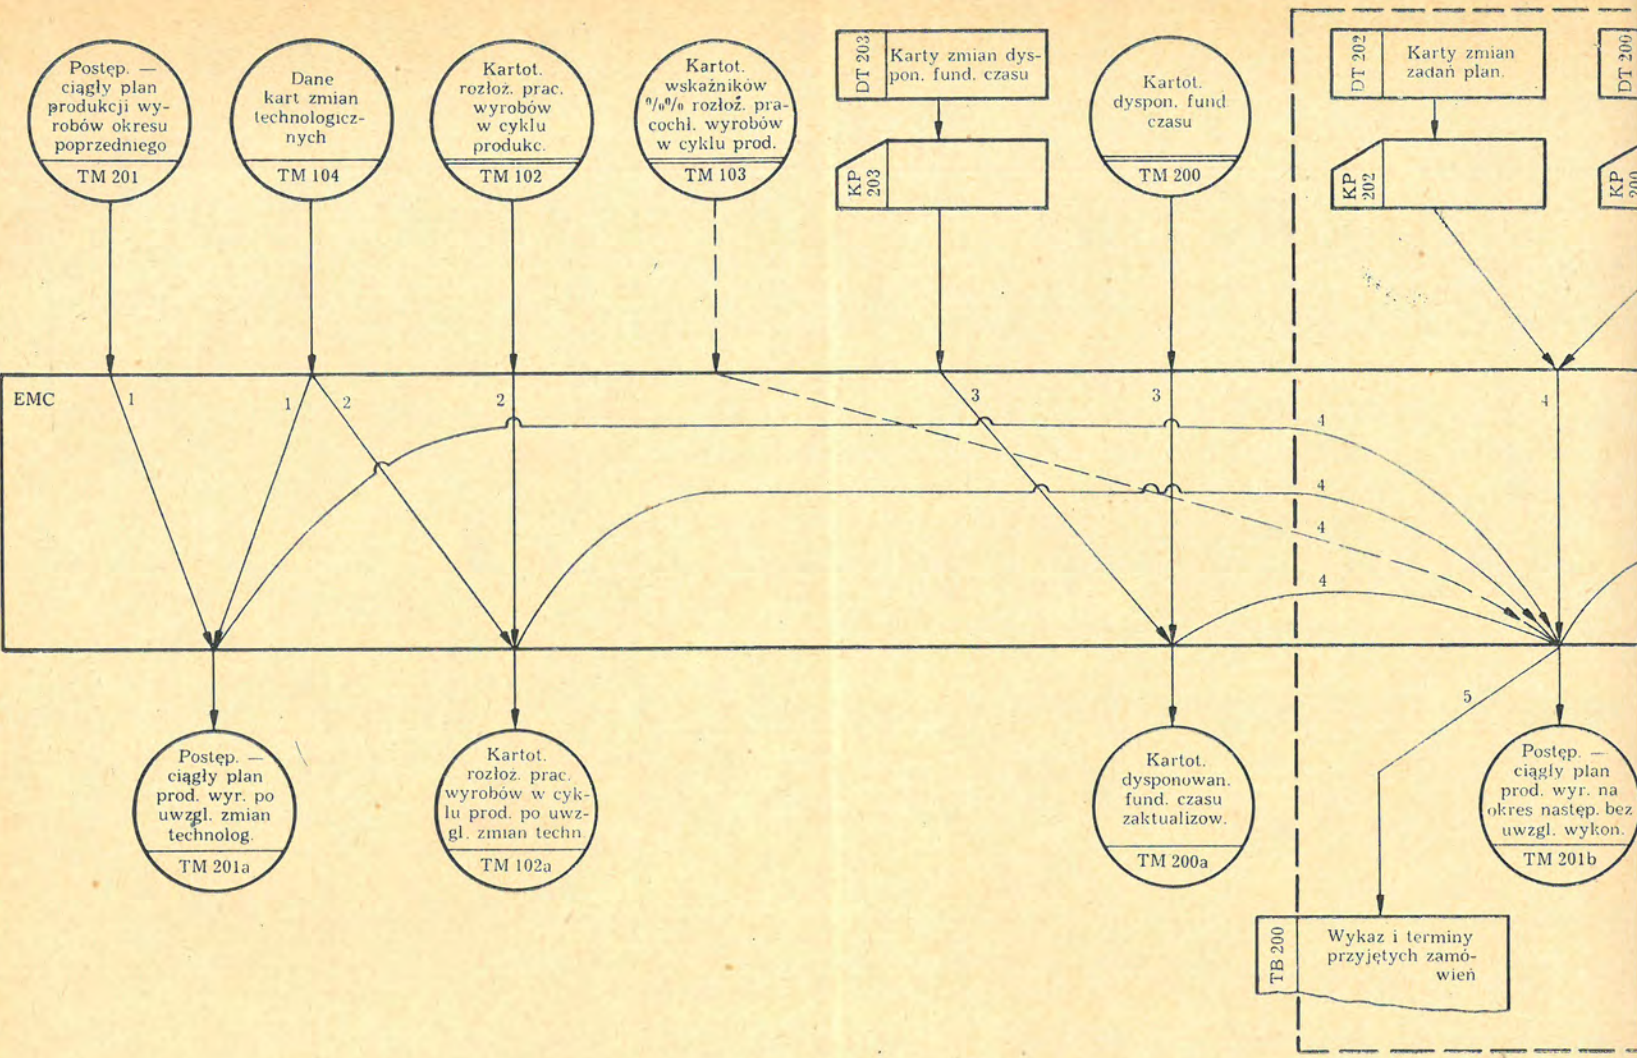 Postęp. —
ciągły plan
produkcji wy-
robów okresu
poprzedniego
TM 201
Dane
kart zmian
technologicz-
nych
TM 104
Kartot.
rozłoż. prac.
wyrobów
w cyklu
produkc.
TM 102
Kartot.
wskaźników
%% rozłoż. pra-
cochł. wyrobów
w cyklu prod.
TM 103
DT 203
Karty zmian dys-
pon. fund. czasu
KP
203
Kartot.
dyspon. fund.
czasu
TM 200
DT 202
Karty zmian
zadań plan.
KP
202
DT 200
KP
200
EMC
1
1
2
2
3
3
4
4
4
4
4
5
Postęp. —
ciągły plan
prod. wyr. po
uwzgl. zmian
technolog.
TM 201a
Kartot.
rozłoż. prac.
wyrobów w cyk-
lu prod. po uwz-
gl. zmian techn.
TM 102a
Kartot.
dysponowan.
fund. czasu
zaktualizow.
TM 200a
Postęp. —
ciągły plan
prod. wyr. na
okres następ. bez
uwzgl. wykon.
TM 201b
TB 200
Wykaz i terminy
przyjętych zamó-
wień